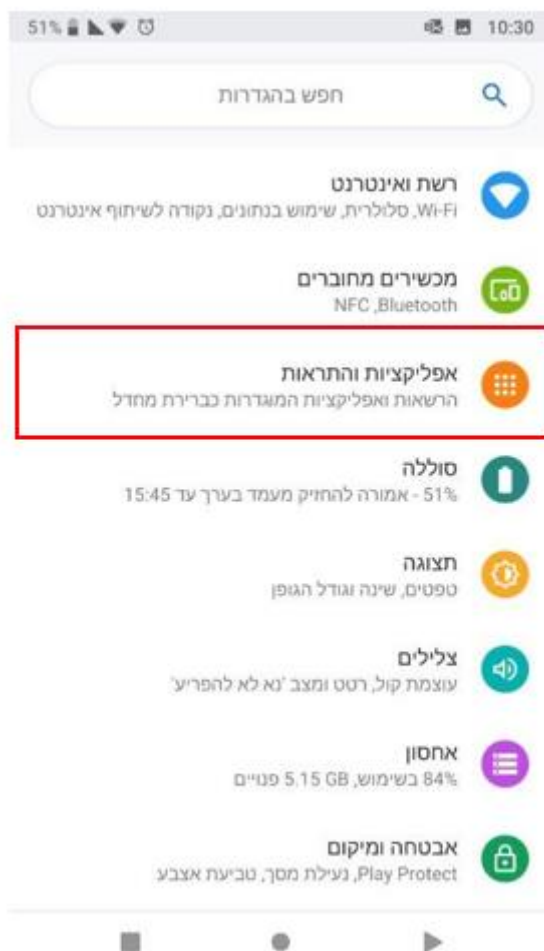 51% 10:30
חפש בהגדרות
רשת ואינטרנט
Wi-Fi, סלולרית, שימוש בנתונים, נקודה לשיתוף אינטרנט
מכשירים מחוברים
NFC ,Bluetooth
אפליקציות והתראות
הרשאות ואפליקציות המוגדרות כברירת מחדל
סוללה
51% - אמורה להחזיק מעמד בערך עד 15:45
תצוגה
טפטים, שינה וגודל הגופן
צלילים
עוצמת קול, רטט ומצב 'נא לא להפריע'
אחסון
84% בשימוש, 5.15 GB פנויים
אבטחה ומיקום
Play Protect, נעילת מסך, טביעת אצבע